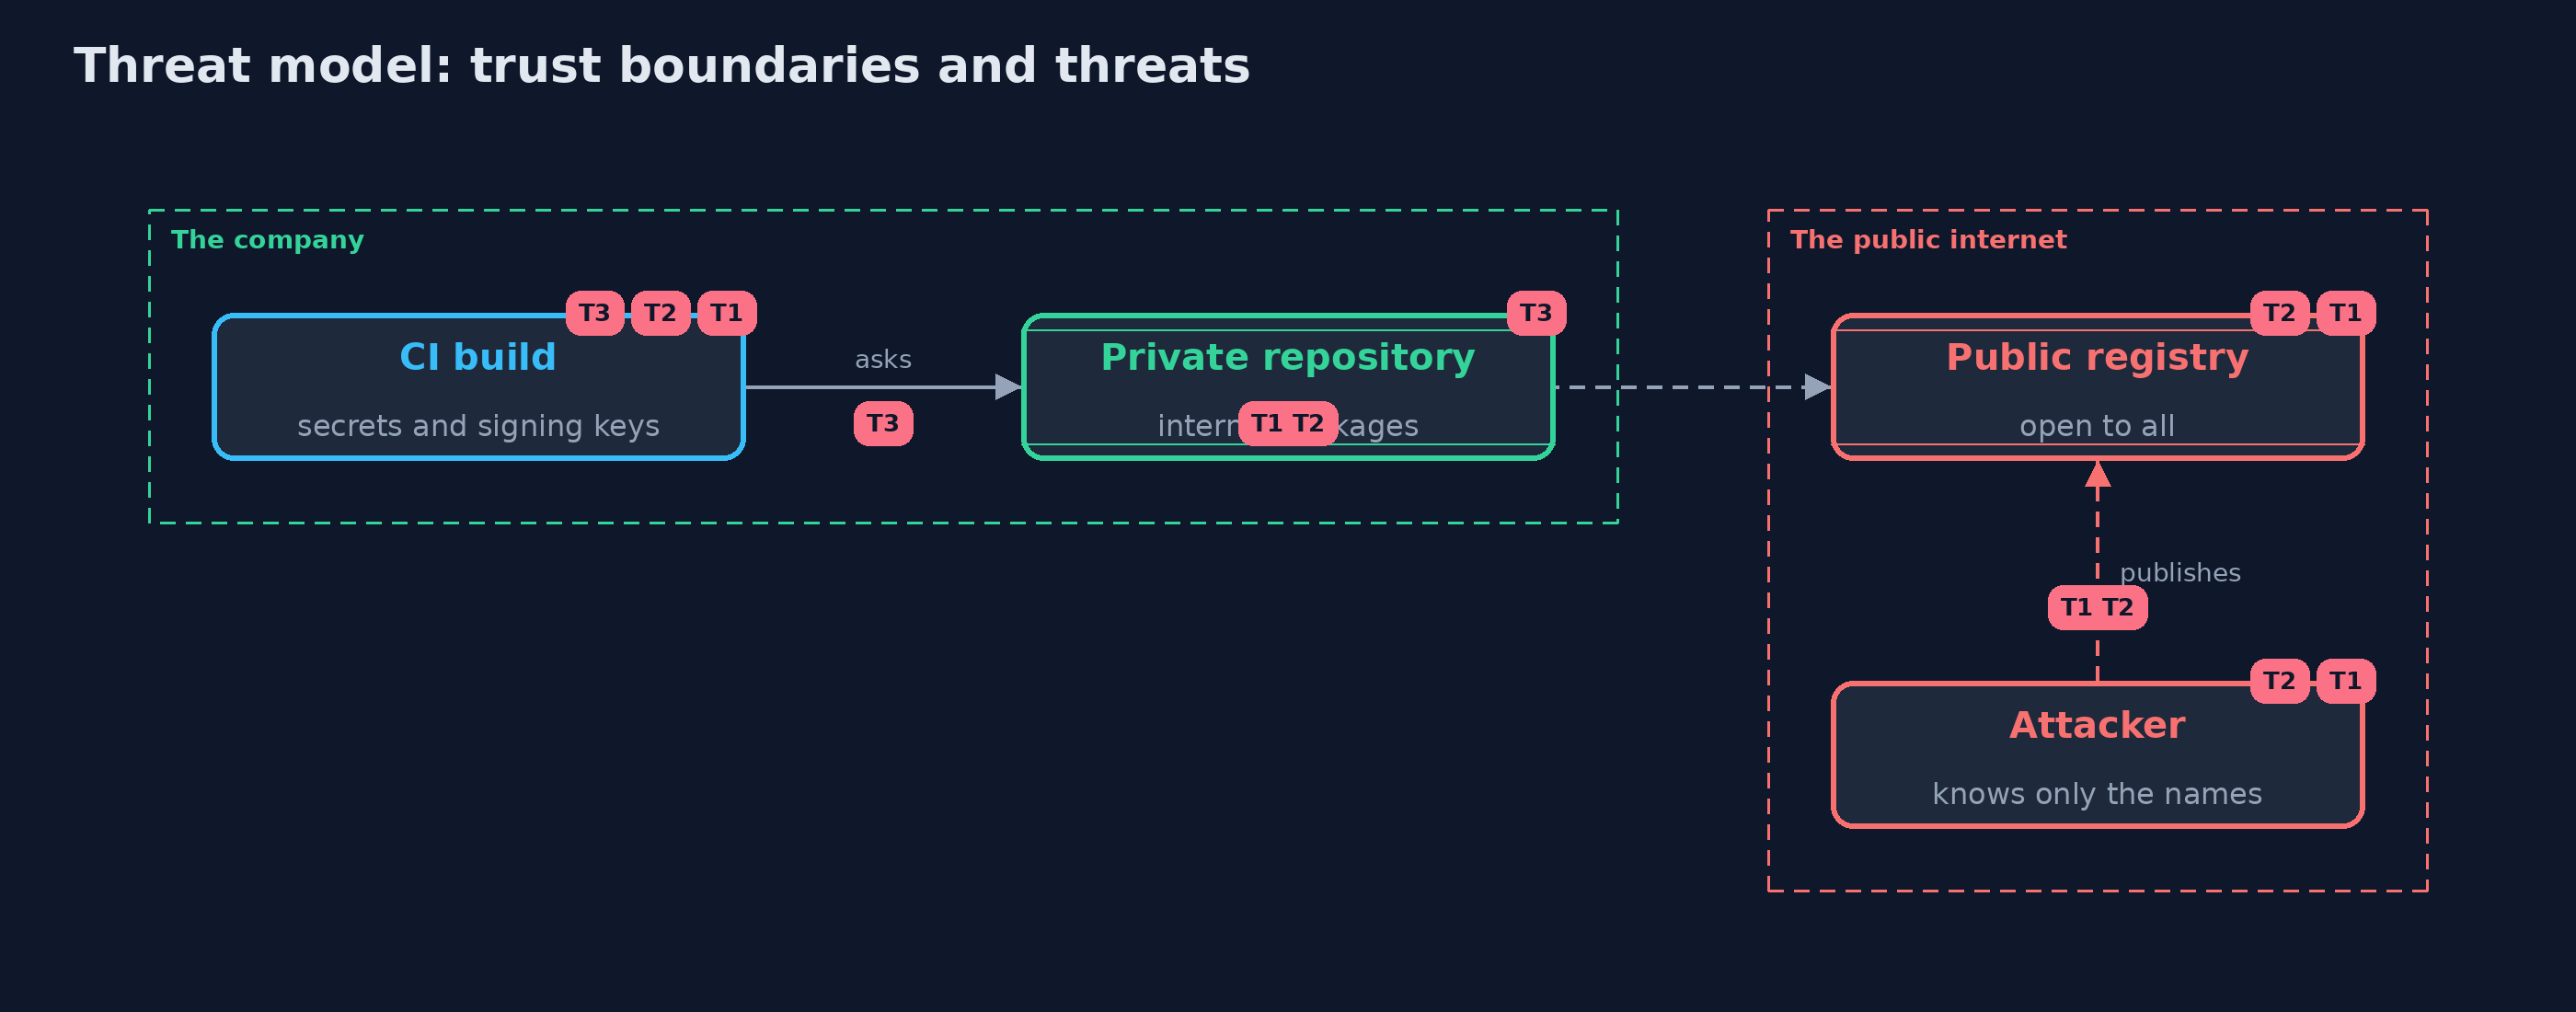 Threat model: trust boundaries and threats
The company
The public internet
T3 T2 T1
T3
T2 T1
CI build
asks
Private repository
Public registry
secrets and signing keys
T3
T1 T2
open to all
publishes
T1 T2
T2 T1
Attacker
knows only the names